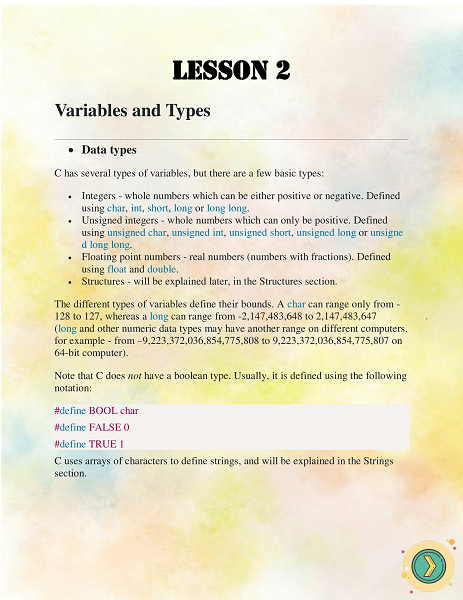 LESSON 2
Variables and Types
• Data types
C has several types of variables, but there are a few basic types:
• Integers - whole numbers which can be either positive or negative. Defined
using char, int, short, long or long long.
• Unsigned integers - whole numbers which can only be positive. Defined
using unsigned char, unsigned int, unsigned short, unsigned long or unsigne
d long long.
• Floating point numbers - real numbers (numbers with fractions). Defined
using float and double.
• Structures - will be explained later, in the Structures section.
The different types of variables define their bounds. A char can range only from -
128 to 127, whereas a long can range from -2,147,483,648 to 2,147,483,647
(long and other numeric data types may have another range on different computers,
for example - from –9,223,372,036,854,775,808 to 9,223,372,036,854,775,807 on
64-bit computer).
Note that C does not have a boolean type. Usually, it is defined using the following
notation:
#define BOOL char
#define FALSE 0
#define TRUE 1
C uses arrays of characters to define strings, and will be explained in the Strings
section.